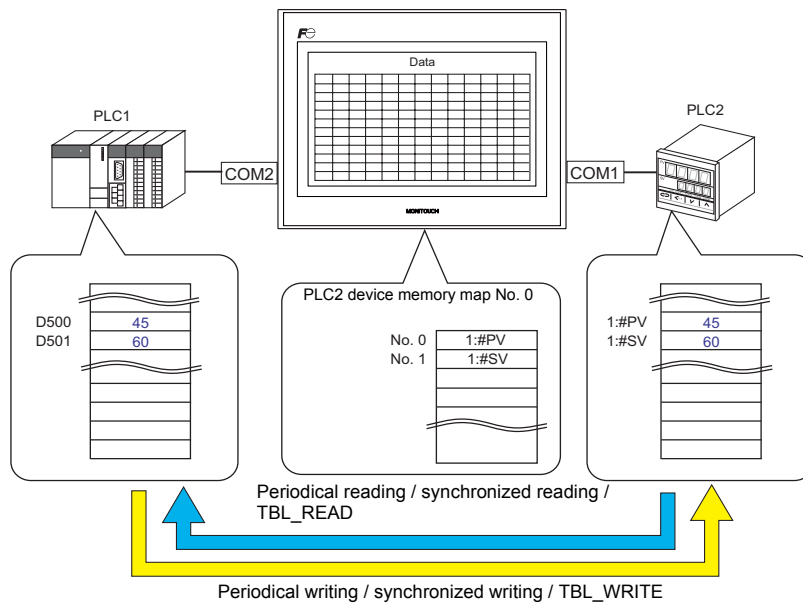 Fe
Data
PLC1
PLC2
COM2
COM1
MONITOUCH
PLC2 device memory map No. 0
D500 45
D501 60
No. 0 1:#PV
No. 1 1:#SV
1:#PV 45
1:#SV 60
Periodical reading / synchronized reading /
TBL_READ
Periodical writing / synchronized writing / TBL_WRITE